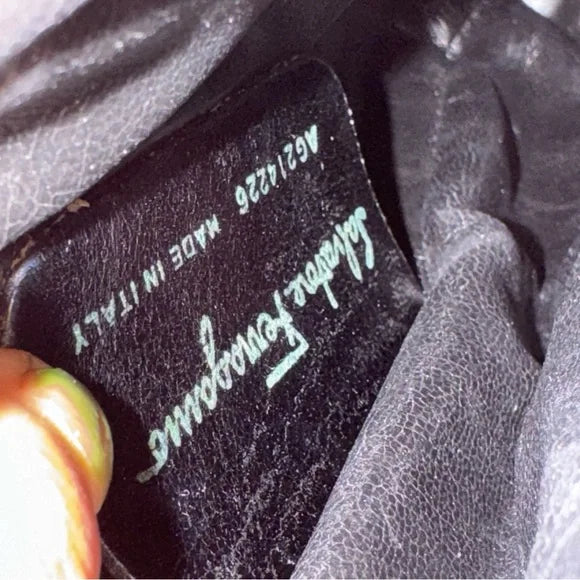 Salvatore Ferragamo
AG214226 MADE IN ITALY